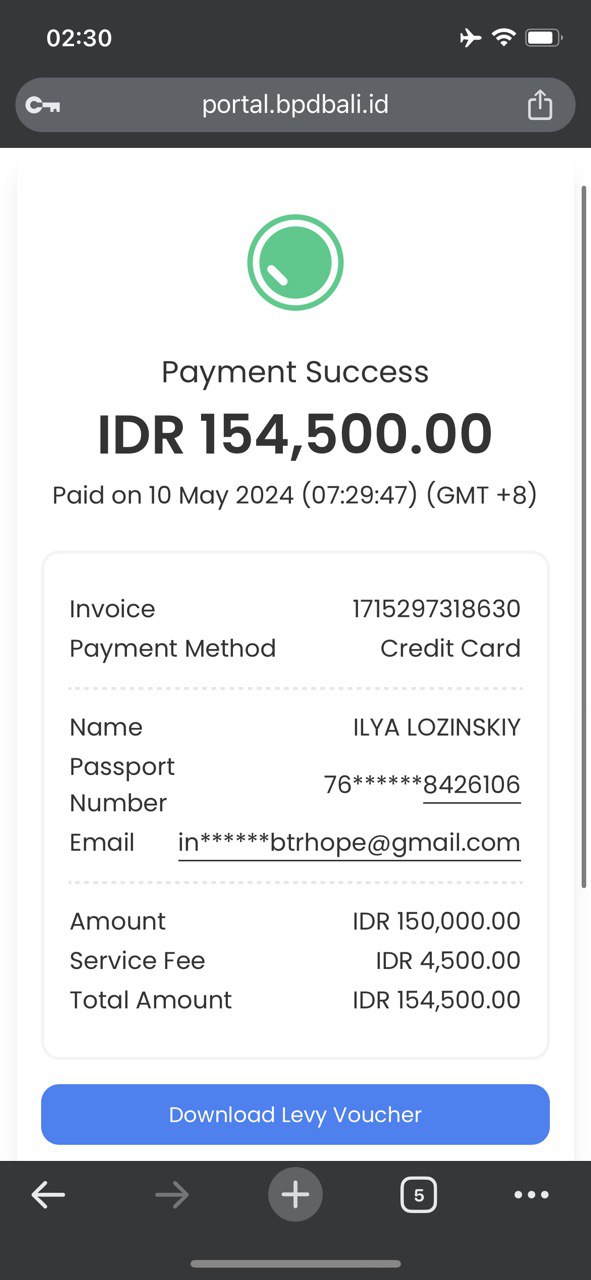 02:30
portal.bpdbali.id
Payment Success
IDR 154,500.00
Paid on 10 May 2024 (07:29:47) (GMT +8)
Invoice 1715297318630
Payment Method Credit Card
Name ILYA LOZINSKIY
Passport Number 76******8426106
Email in******btrhope@gmail.com
Amount IDR 150,000.00
Service Fee IDR 4,500.00
Total Amount IDR 154,500.00
Download Levy Voucher
5